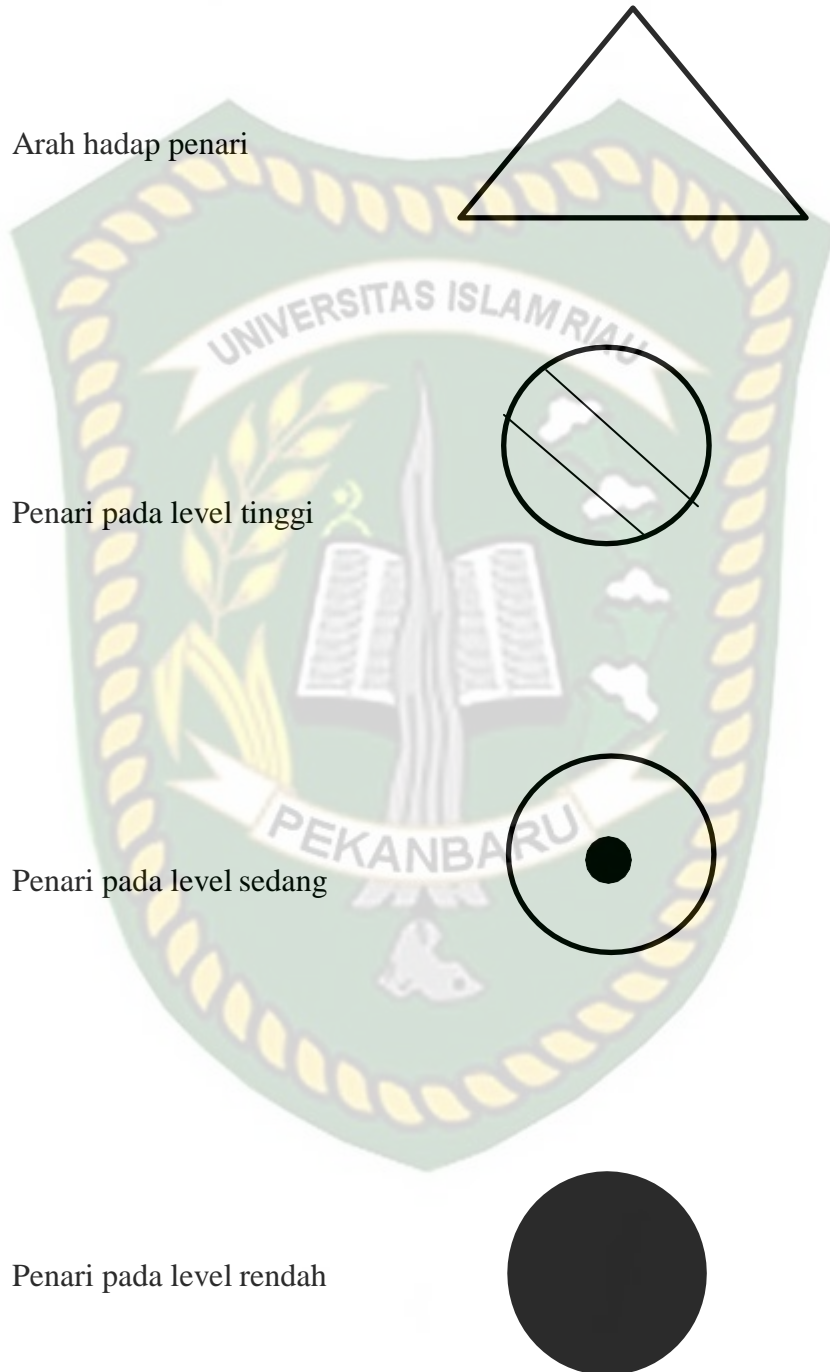 Arah hadap penari
UNIVERSITAS ISLAM RIAU
Penari pada level tinggi
PEKANBARU
Penari pada level sedang
Penari pada level rendah